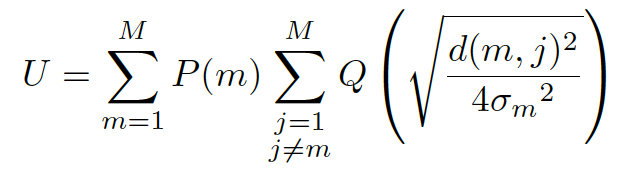 U = \sum_{m=1}^{M} P(m) \sum_{\substack{j=1 \\ j \neq m}}^{M} Q \left( \sqrt{\frac{d(m,j)^2}{4{\sigma_m}^2}} \right)